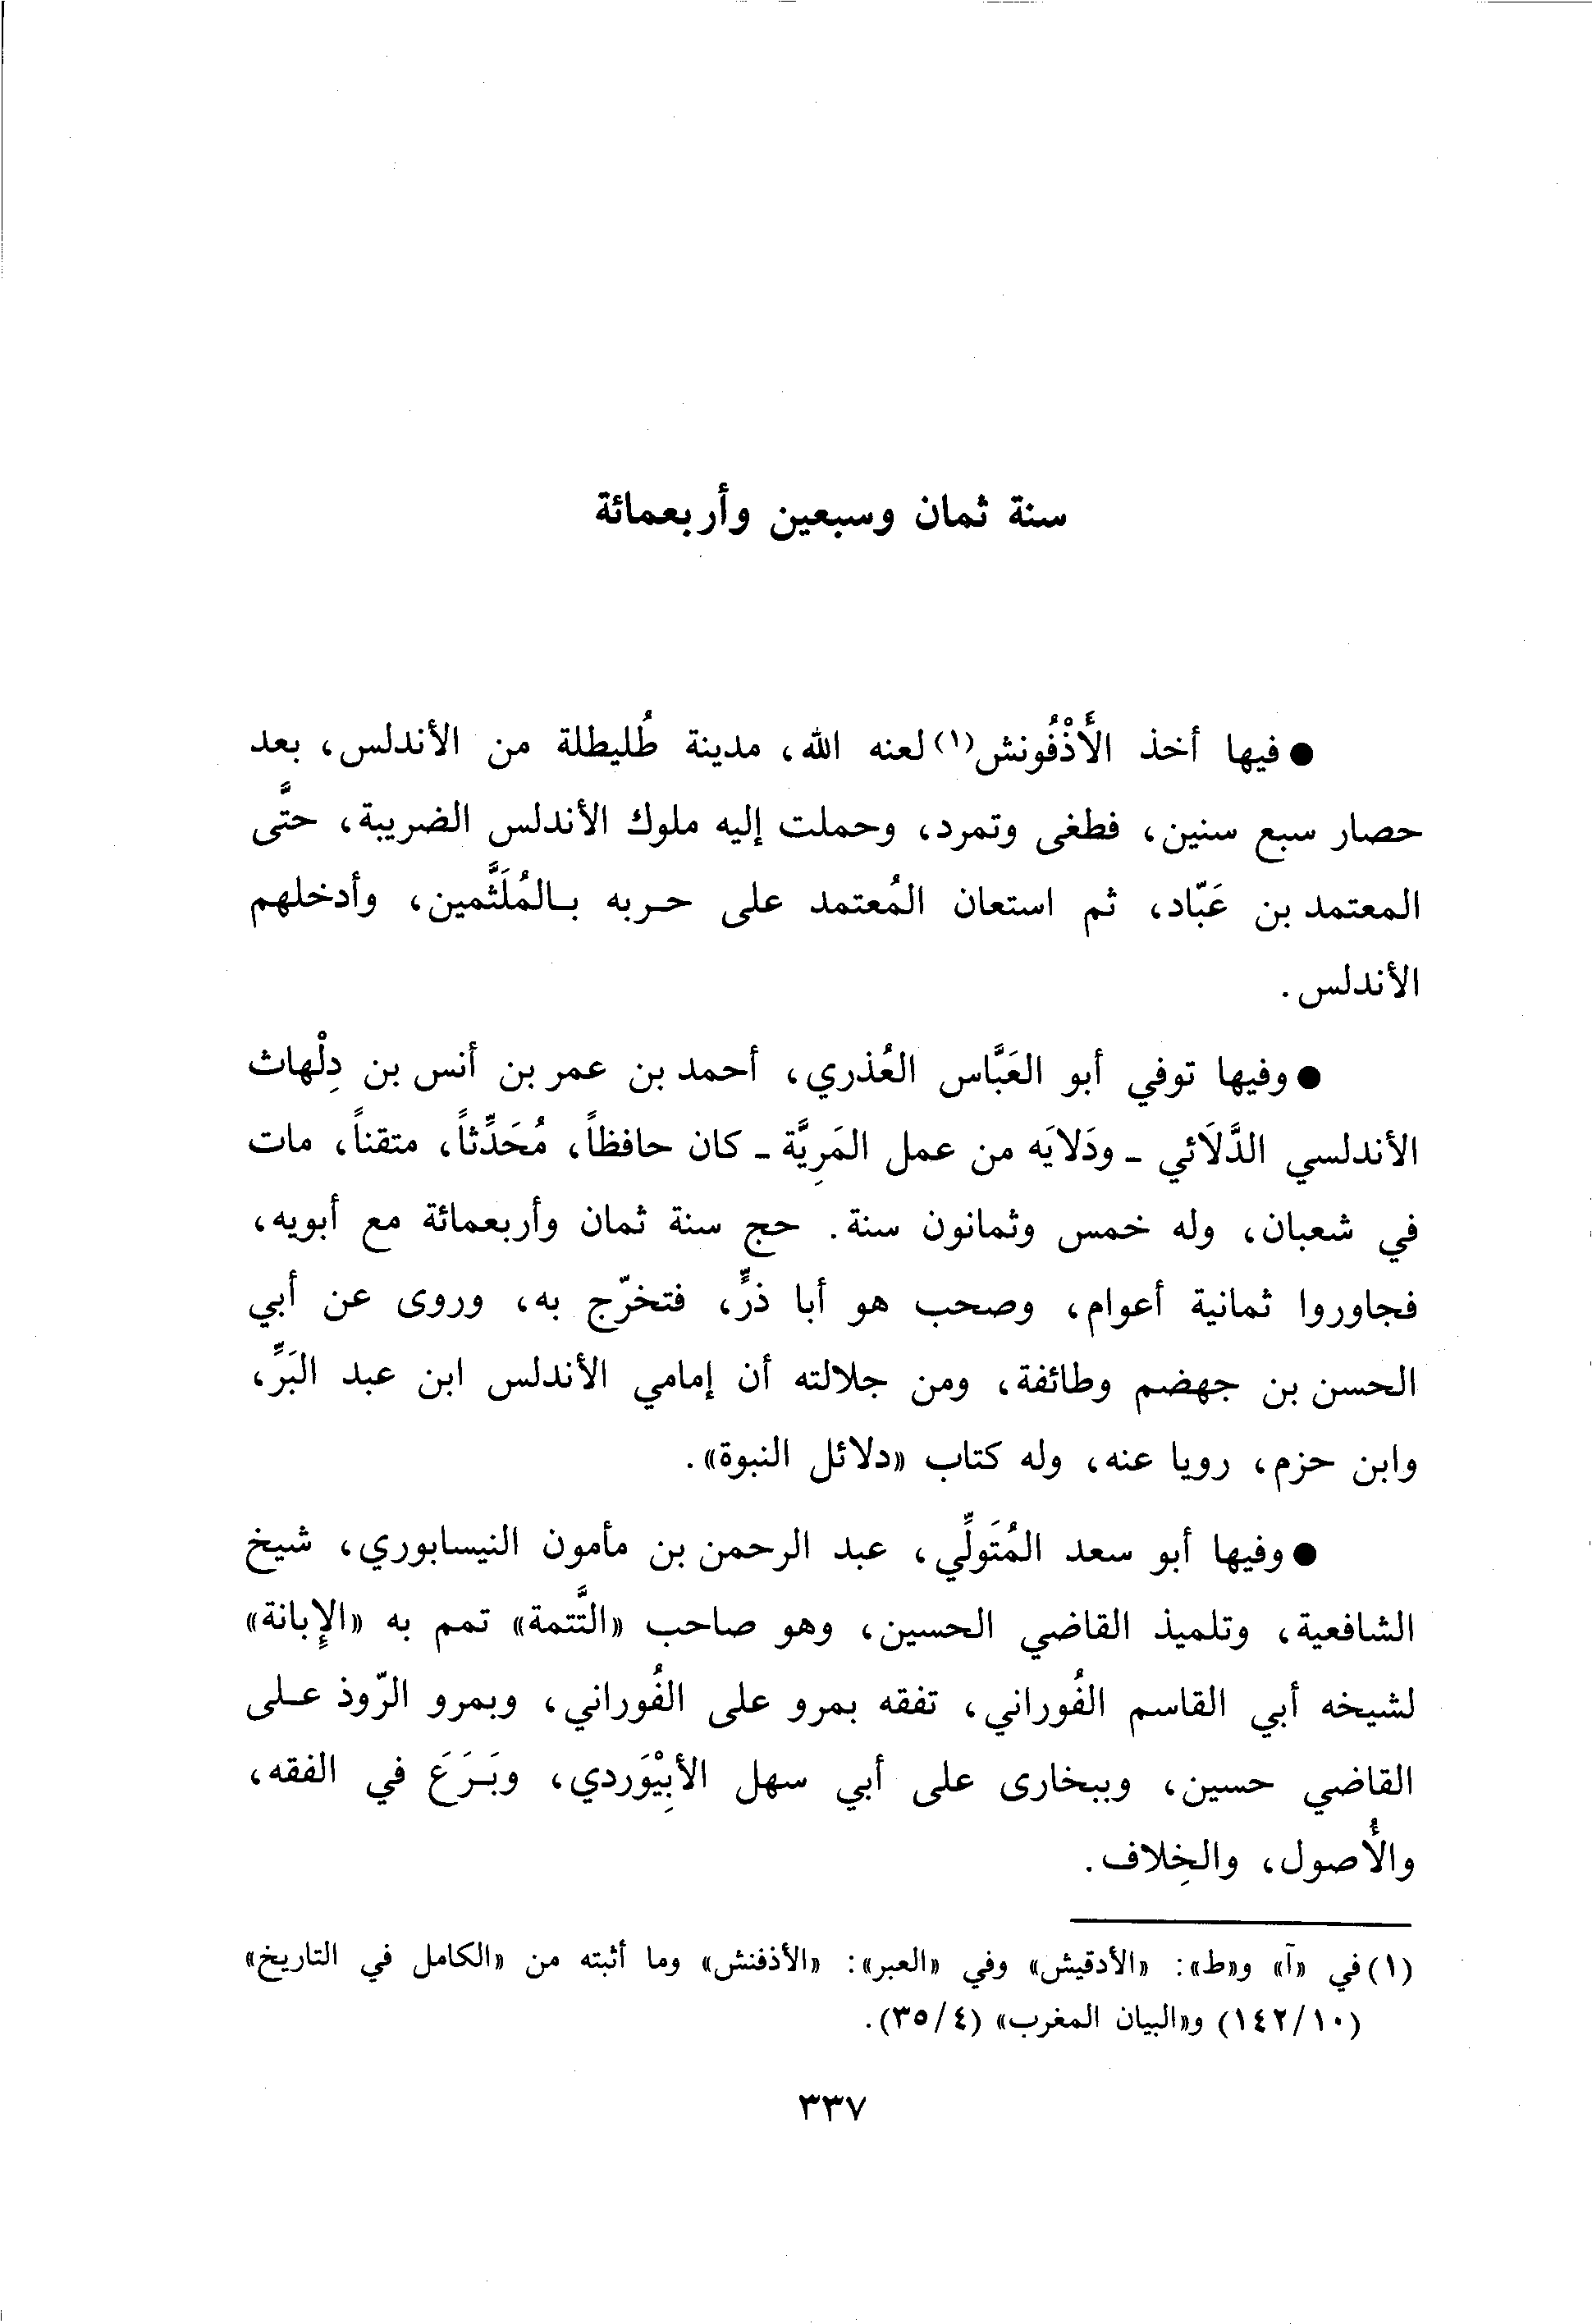 سنة ثمان وسبعين وأربعمائة
● فيها أخذ الأُذْفُونش(١) لعنه الله، مدينة طُليطلة من الأندلس، بعد
حصار سبع سنين، فطغى وتمرد، وحملت إليه ملوك الأندلس الضريبة، حتَّى
المعتمد بن عَبّاد، ثم استعان المُعتمد على حربه بالمُلَثَّمين، وأدخلهم
الأندلس.
● وفيها توفي أبو العَبَّاس العُذري، أحمد بن عمر بن أنس بن دِلْهاث
الأندلسي الدَّلَائي - ودَلايَه من عمل المَرِيَّة - كان حافظاً، مُحَدِّثاً، متقناً، مات
في شعبان، وله خمس وثمانون سنة. حج سنة ثمان وأربعمائة مع أبويه،
فجاوروا ثمانية أعوام، وصحب هو أبا ذرٍّ، فتخرّج به، وروى عن أبي
الحسن بن جهضم وطائفة، ومن جلالته أن إمامي الأندلس ابن عبد البَرِّ،
وابن حزم، رويا عنه، وله كتاب «دلائل النبوة».
● وفيها أبو سعد المُتَولِّي، عبد الرحمن بن مأمون النيسابوري، شيخ
الشافعية، وتلميذ القاضي الحسين، وهو صاحب «التَّتمة» تمم به «الإِبانة»
لشيخه أبي القاسم الفُوراني، تفقه بمرو على الفُوراني، وبمرو الرّوذ على
القاضي حسين، وببخارى على أبي سهل الأبِيْوَردي، وبَرَعَ في الفقه،
والأُصول، والخِلاف.
(١) في «آ» و«ط»: «الأدقيش» وفي «العبر»: «الأذفنش» وما أثبته من «الكامل في التاريخ»
(١٤٢/١٠) و«البيان المغرب» (٣٥/٤).
٣٣٧